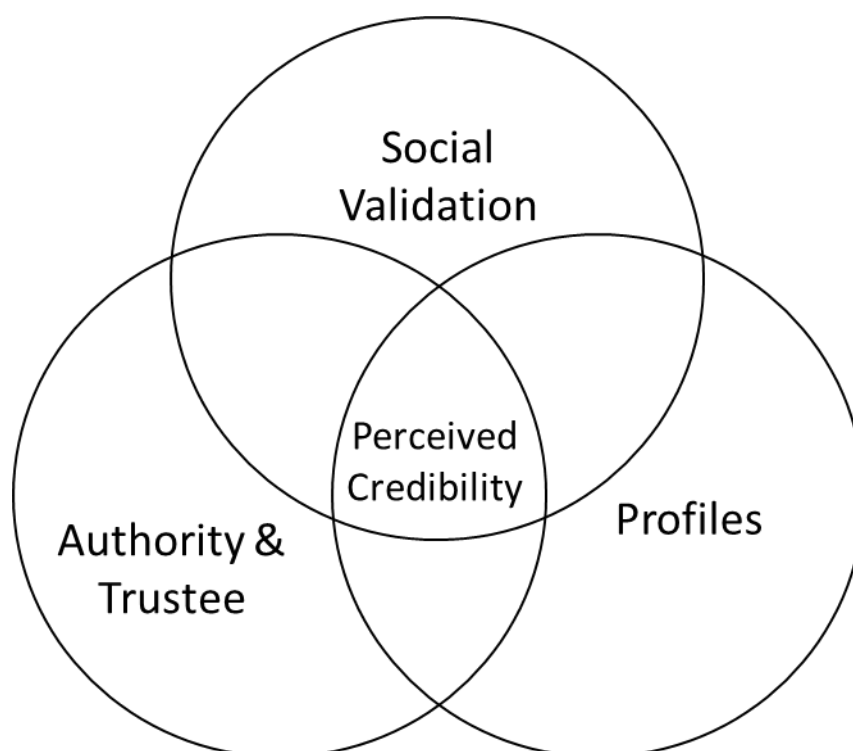 Social
Validation
Perceived
Credibility
Profiles
Authority &
Trustee